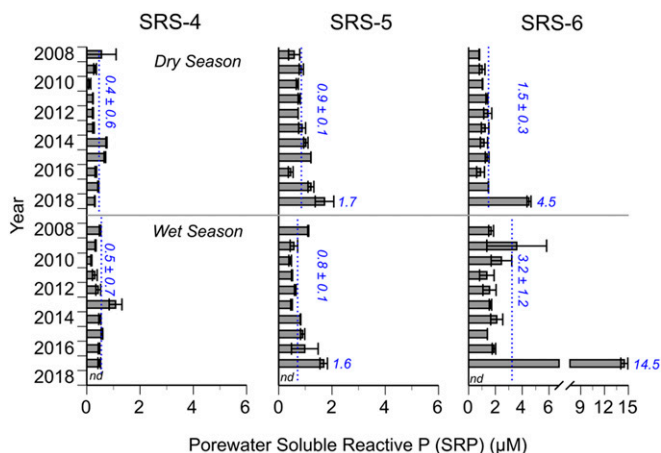 SRS-4 SRS-5 SRS-6
Dry Season
2008
2010
2012
2014
2016
2018
0.4 ± 0.6
0.9 ± 0.1
1.7
1.5 ± 0.3
4.5
Year
Wet Season
2008
2010
2012
2014
2016
2018
0.5 ± 0.7
0.8 ± 0.1
1.6
3.2 ± 1.2
14.5
nd nd nd
0 2 4 6 0 2 4 6 0 2 4 6 9 12 15
Porewater Soluble Reactive P (SRP) (µM)